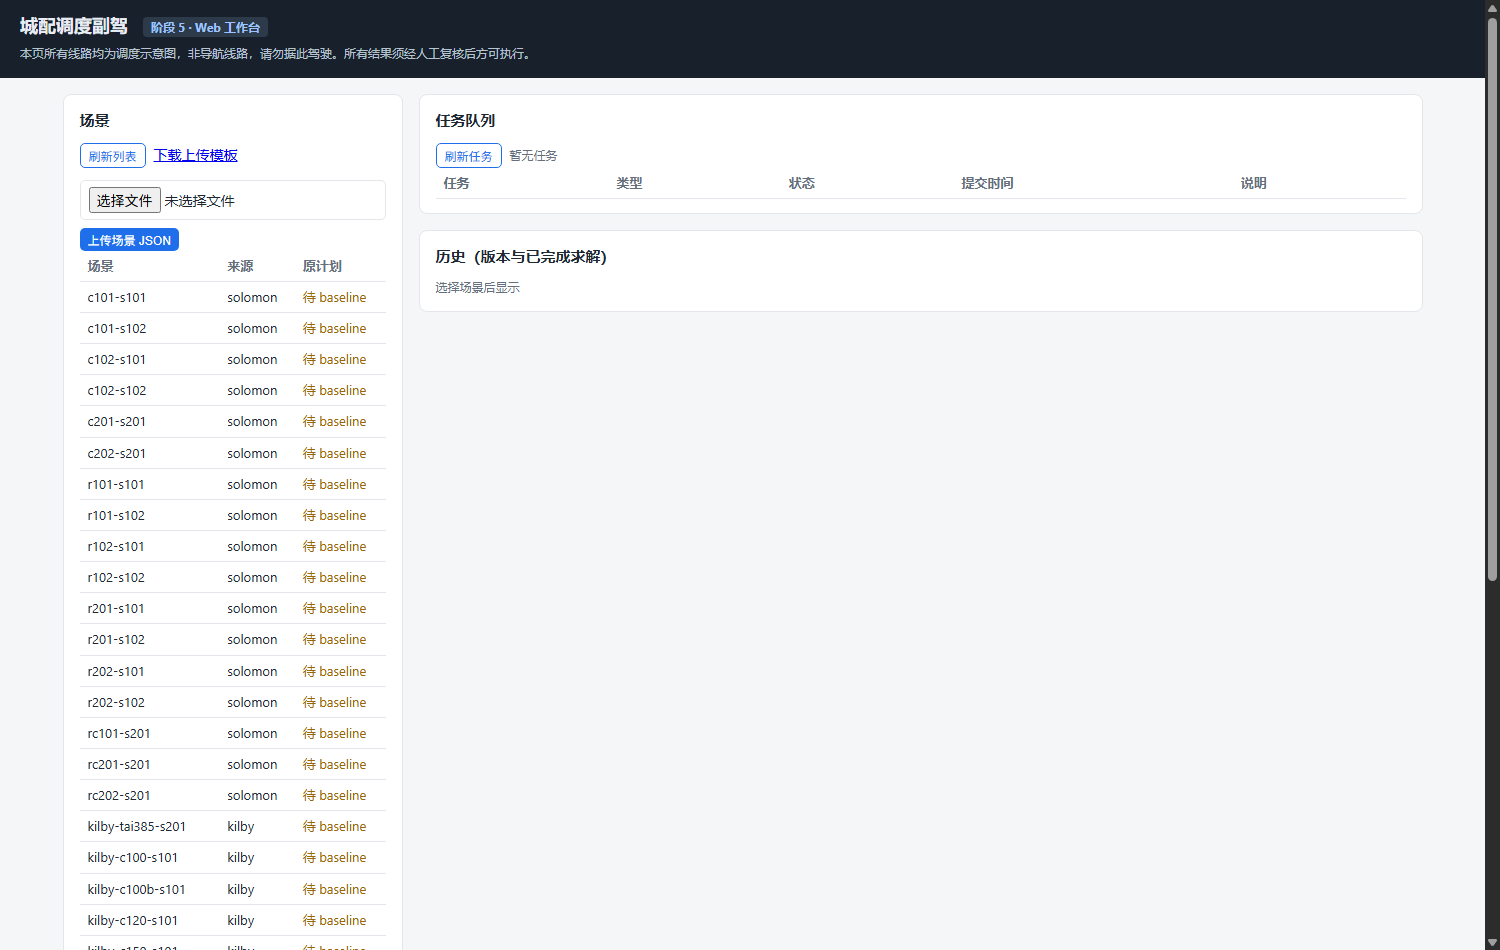 城配调度副驾 阶段 5 · Web 工作台
本页所有线路均为调度示意图，非导航线路，请勿据此驾驶。所有结果须经人工复核后方可执行。
场景
刷新列表 下载上传模板
选择文件 未选择文件
上传场景 JSON
场景 来源 原计划
c101-s101 solomon 待 baseline
c101-s102 solomon 待 baseline
c102-s101 solomon 待 baseline
c102-s102 solomon 待 baseline
c201-s201 solomon 待 baseline
c202-s201 solomon 待 baseline
r101-s101 solomon 待 baseline
r101-s102 solomon 待 baseline
r102-s101 solomon 待 baseline
r102-s102 solomon 待 baseline
r201-s101 solomon 待 baseline
r201-s102 solomon 待 baseline
r202-s101 solomon 待 baseline
r202-s102 solomon 待 baseline
rc101-s201 solomon 待 baseline
rc201-s201 solomon 待 baseline
rc202-s201 solomon 待 baseline
kilby-tai385-s201 kilby 待 baseline
kilby-c100-s101 kilby 待 baseline
kilby-c100b-s101 kilby 待 baseline
kilby-c120-s101 kilby 待 baseline
kilby-c150-s101 kilby 待 baseline
任务队列
刷新任务 暂无任务
任务 类型 状态 提交时间 说明
历史（版本与已完成求解）
选择场景后显示